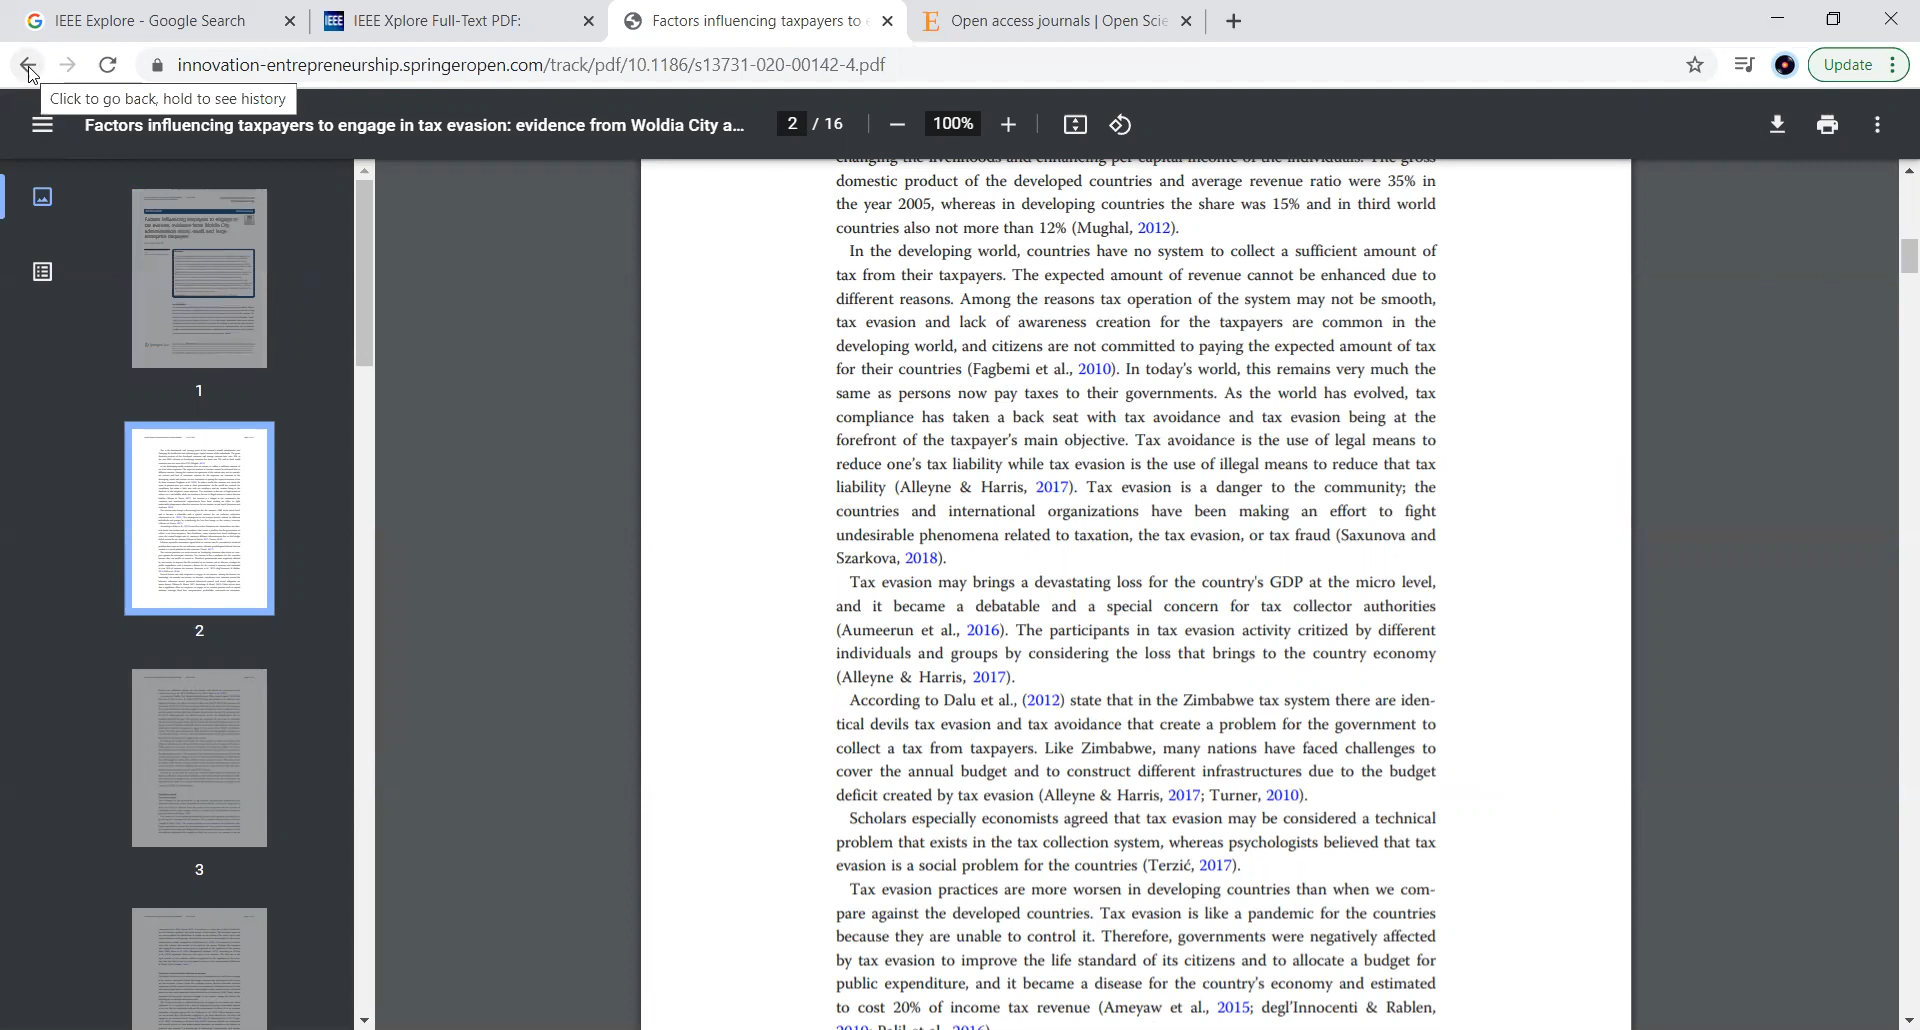 IEEE Explore - Google Search
IEEE Xplore Full-Text PDF:
Factors influencing taxpayers to e
Open access journals | Open Scie
innovation-entrepreneurship.springeropen.com/track/pdf/10.1186/s13731-020-00142-4.pdf
Update
Click to go back, hold to see history
Factors influencing taxpayers to engage in tax evasion: evidence from Woldia City a...
2 / 16
100%
changing the livelihoods and enhancing per capital income of the individuals. The gross
domestic product of the developed countries and average revenue ratio were 35% in
the year 2005, whereas in developing countries the share was 15% and in third world
countries also not more than 12% (Mughal, 2012).
In the developing world, countries have no system to collect a sufficient amount of
tax from their taxpayers. The expected amount of revenue cannot be enhanced due to
different reasons. Among the reasons tax operation of the system may not be smooth,
tax evasion and lack of awareness creation for the taxpayers are common in the
developing world, and citizens are not committed to paying the expected amount of tax
for their countries (Fagbemi et al., 2010). In today's world, this remains very much the
same as persons now pay taxes to their governments. As the world has evolved, tax
compliance has taken a back seat with tax avoidance and tax evasion being at the
forefront of the taxpayer's main objective. Tax avoidance is the use of legal means to
reduce one's tax liability while tax evasion is the use of illegal means to reduce that tax
liability (Alleyne & Harris, 2017). Tax evasion is a danger to the community; the
countries and international organizations have been making an effort to fight
undesirable phenomena related to taxation, the tax evasion, or tax fraud (Saxunova and
Szarkova, 2018).
Tax evasion may brings a devastating loss for the country's GDP at the micro level,
and it became a debatable and a special concern for tax collector authorities
(Aumeerun et al., 2016). The participants in tax evasion activity critized by different
individuals and groups by considering the loss that brings to the country economy
(Alleyne & Harris, 2017).
According to Dalu et al., (2012) state that in the Zimbabwe tax system there are iden-
tical devils tax evasion and tax avoidance that create a problem for the government to
collect a tax from taxpayers. Like Zimbabwe, many nations have faced challenges to
cover the annual budget and to construct different infrastructures due to the budget
deficit created by tax evasion (Alleyne & Harris, 2017; Turner, 2010).
Scholars especially economists agreed that tax evasion may be considered a technical
problem that exists in the tax collection system, whereas psychologists believed that tax
evasion is a social problem for the countries (Terzić, 2017).
Tax evasion practices are more worsen in developing countries than when we com-
pare against the developed countries. Tax evasion is like a pandemic for the countries
because they are unable to control it. Therefore, governments were negatively affected
by tax evasion to improve the life standard of its citizens and to allocate a budget for
public expenditure, and it became a disease for the country's economy and estimated
to cost 20% of income tax revenue (Ameyaw et al., 2015; degl'Innocenti & Rablen,
1
2
3